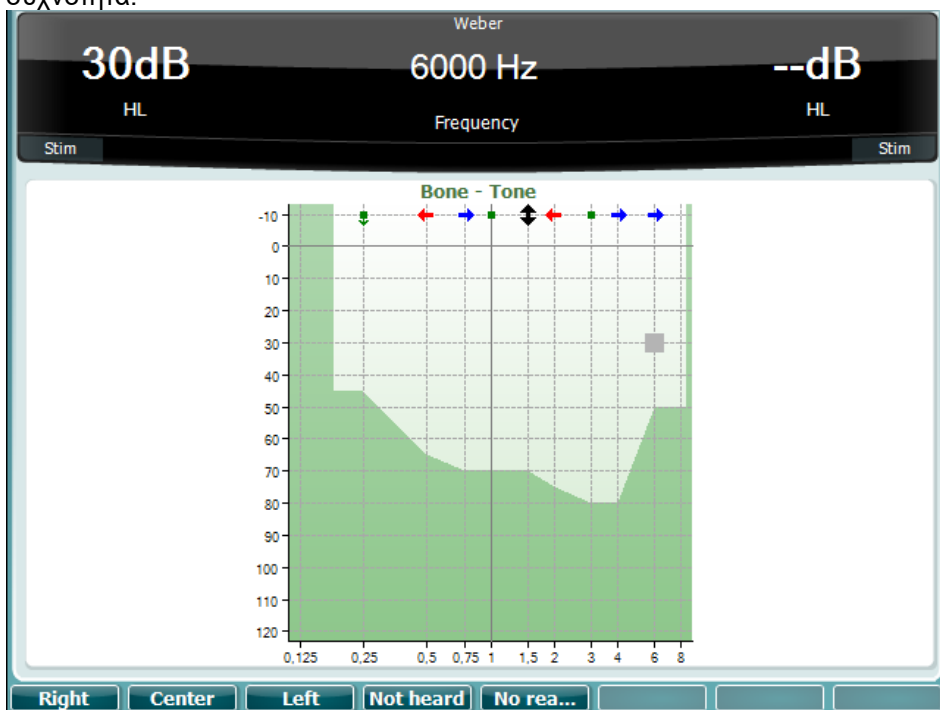 συχνότητα.
Weber
30dB 6000 Hz --dB
HL Frequency HL
Stim Stim
Bone - Tone
-10
0
10
20
30
40
50
60
70
80
90
100
110
120
0,125 0,25 0,5 0,75 1 1,5 2 3 4 6 8
Right Center Left Not heard No rea...